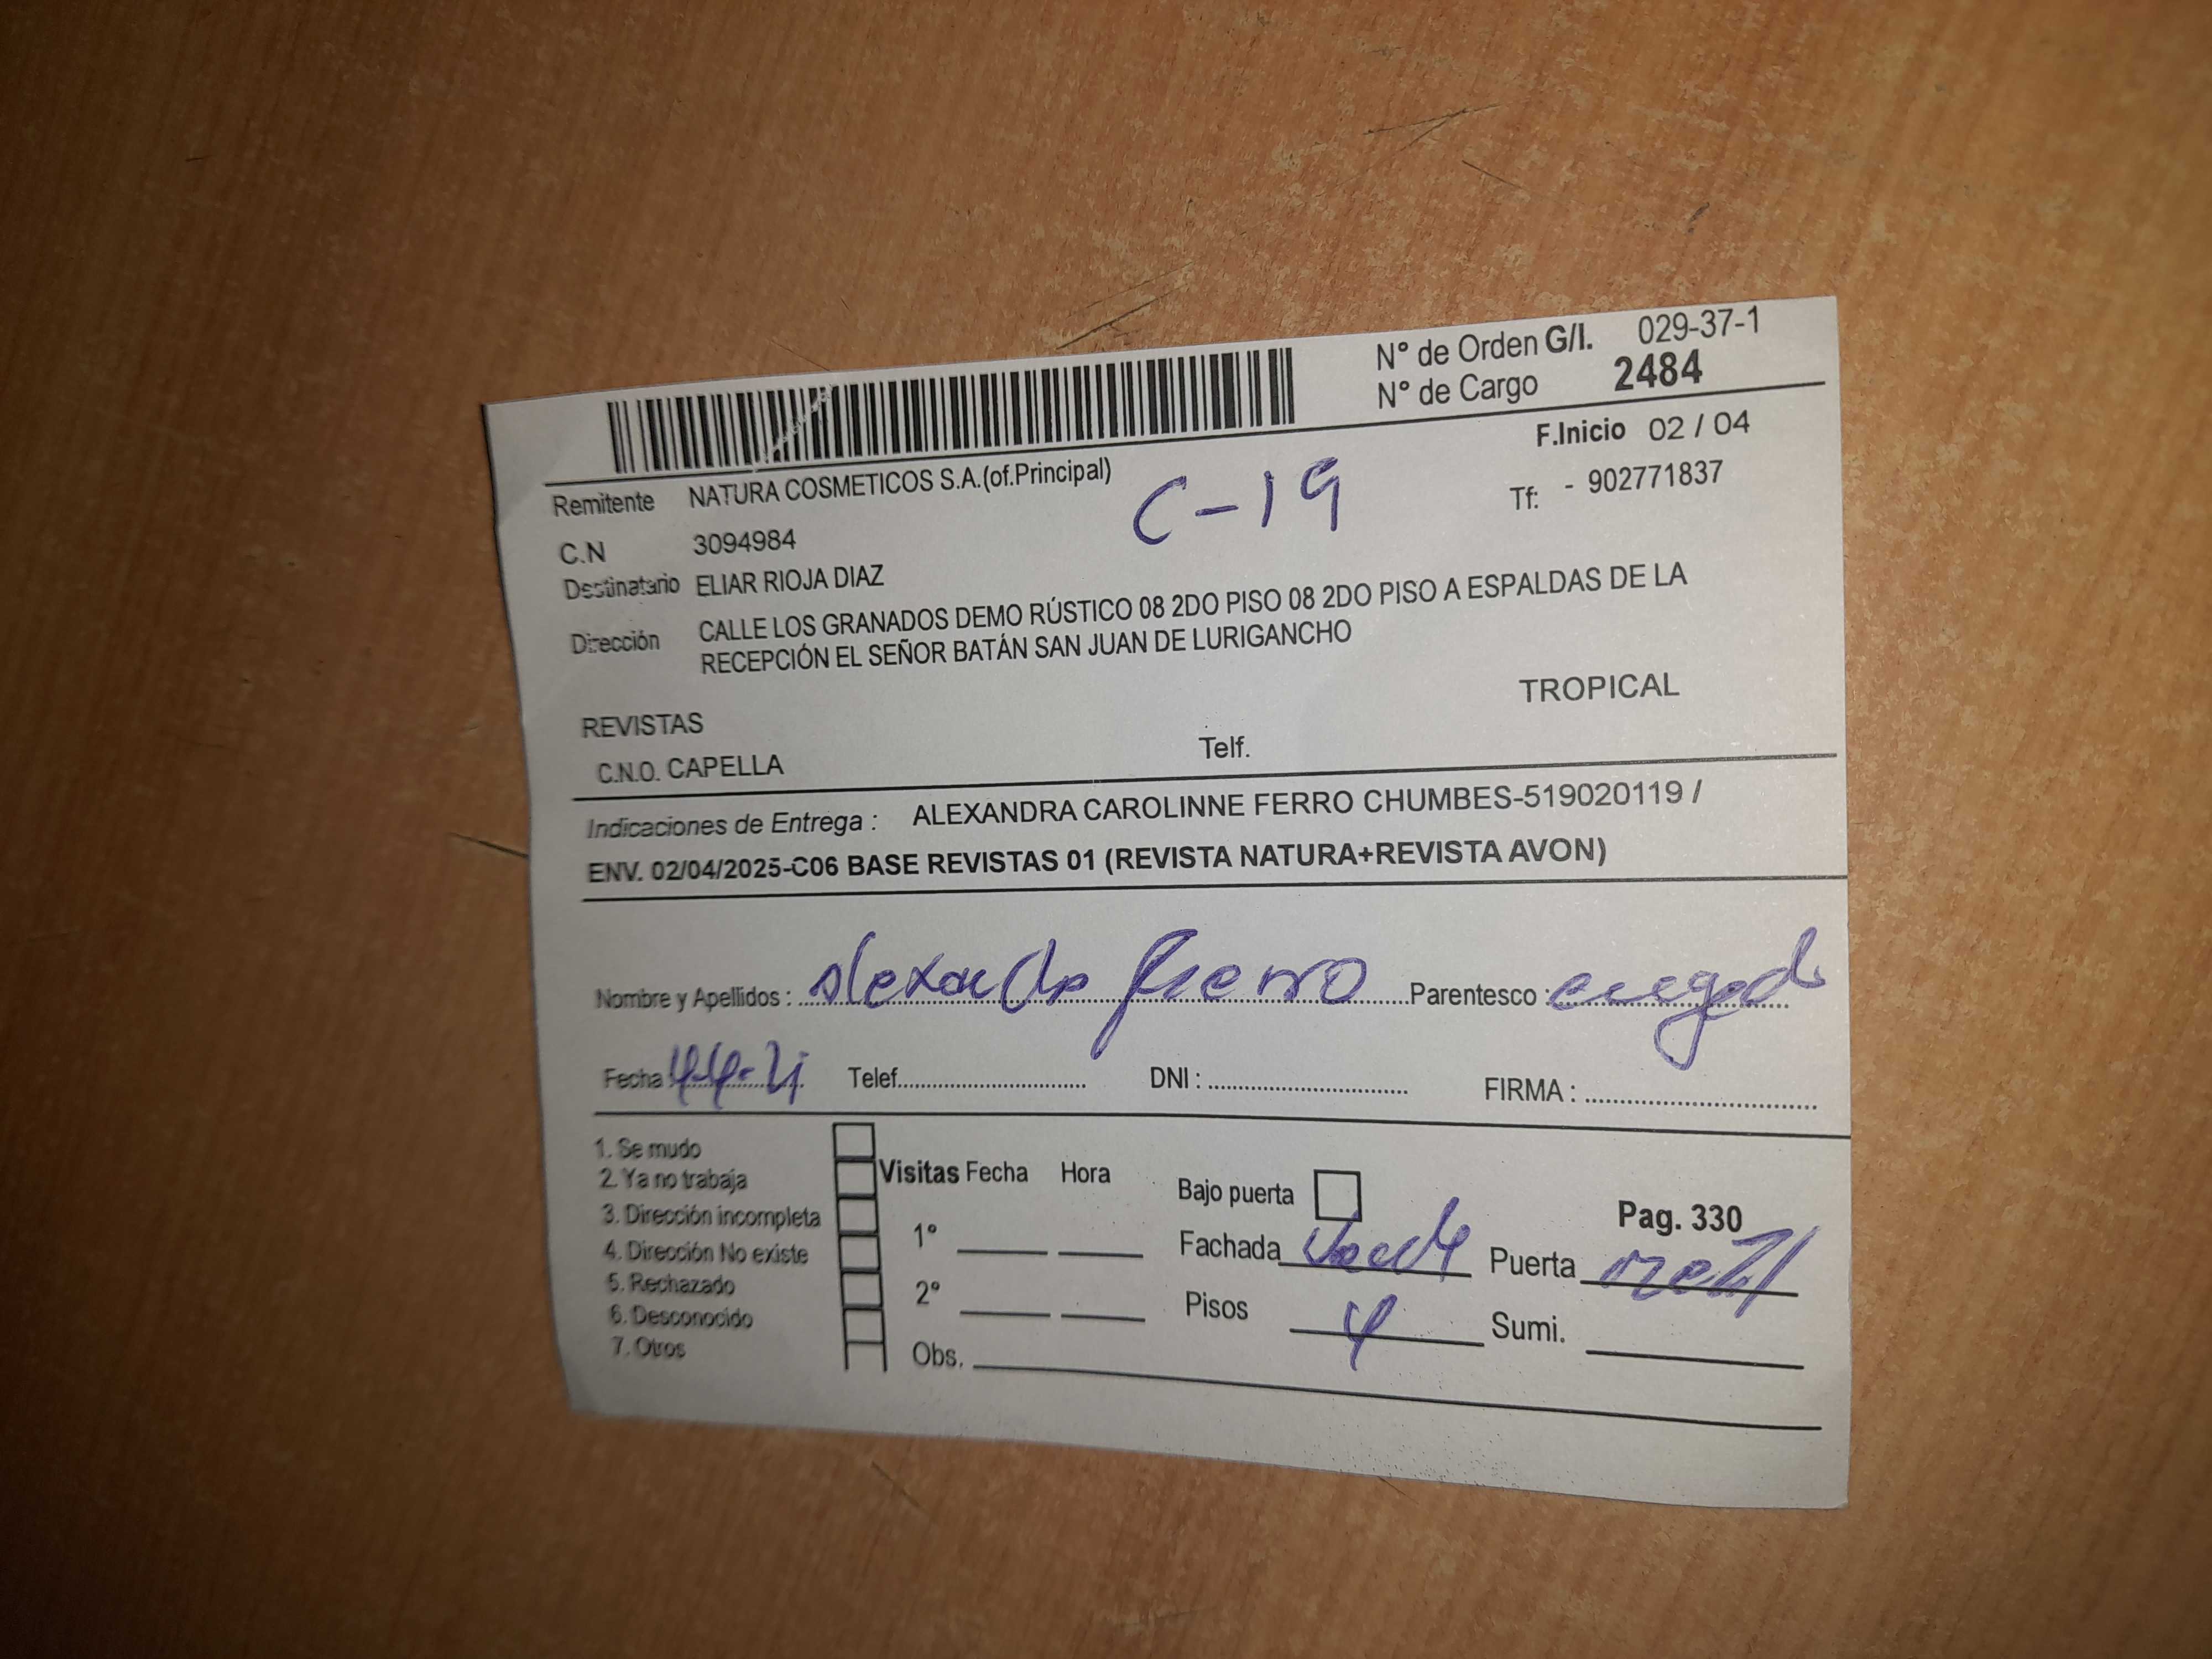 N° de Orden G/I. 029-37-1
N° de Cargo 2484
F.Inicio 02 / 04
Remitente NATURA COSMETICOS S.A.(of.Principal)
C-19
Tf: - 902771837
C.N 3094984
Destinatario ELIAR RIOJA DIAZ
Dirección CALLE LOS GRANADOS DEMO RÚSTICO 08 2DO PISO 08 2DO PISO A ESPALDAS DE LA
RECEPCIÓN EL SEÑOR BATÁN SAN JUAN DE LURIGANCHO
TROPICAL
REVISTAS
C.N.O. CAPELLA Telf.
Indicaciones de Entrega : ALEXANDRA CAROLINNE FERRO CHUMBES-519020119 /
ENV. 02/04/2025-C06 BASE REVISTAS 01 (REVISTA NATURA+REVISTA AVON)
Nombre y Apellidos : Parentesco :
Fecha Telef. DNI : FIRMA :
1. Se mudo
2. Ya no trabaja
3. Dirección incompleta
4. Dirección No existe
5. Rechazado
6. Desconocido
7. Otros
Visitas Fecha Hora
1°
2°
Obs.
Bajo puerta
Pag. 330
Fachada Puerta
Pisos 4 Sumi.